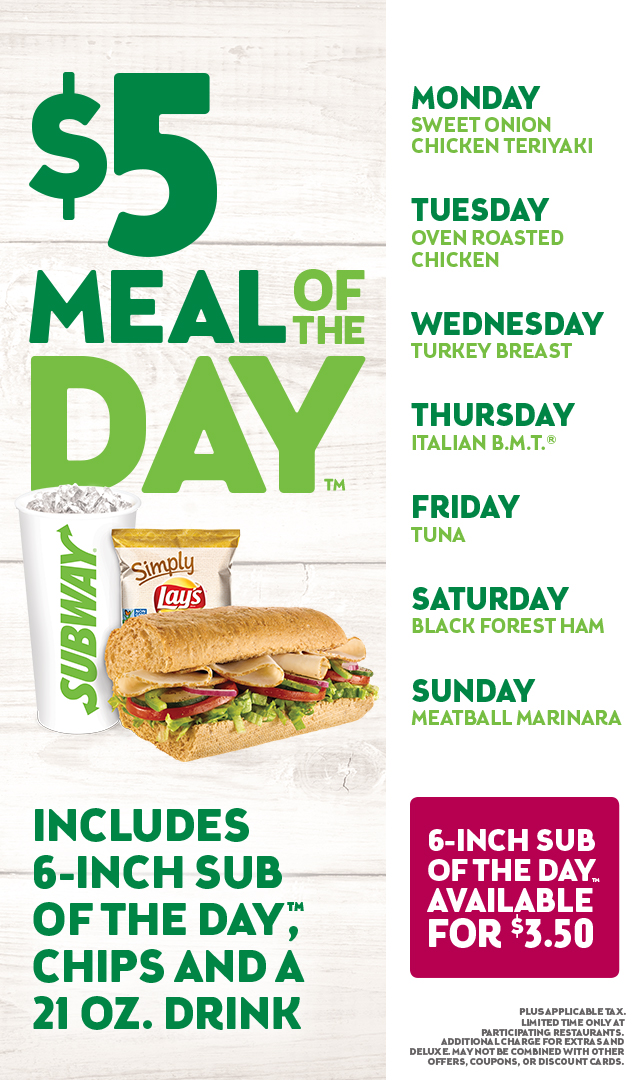 $5
MEAL OF THE
DAY™
SUBWAY®
Simply
Lay's
INCLUDES
6-INCH SUB
OF THE DAY,™
CHIPS AND A
21 OZ. DRINK
MONDAY
SWEET ONION
CHICKEN TERIYAKI
TUESDAY
OVEN ROASTED
CHICKEN
WEDNESDAY
TURKEY BREAST
THURSDAY
ITALIAN B.M.T.®
FRIDAY
TUNA
SATURDAY
BLACK FOREST HAM
SUNDAY
MEATBALL MARINARA
6-INCH SUB
OF THE DAY™
AVAILABLE
FOR $3.50
PLUS APPLICABLE TAX.
LIMITED TIME ONLY AT
PARTICIPATING RESTAURANTS.
ADDITIONAL CHARGE FOR EXTRAS AND
DELUXE. MAY NOT BE COMBINED WITH OTHER
OFFERS, COUPONS, OR DISCOUNT CARDS.